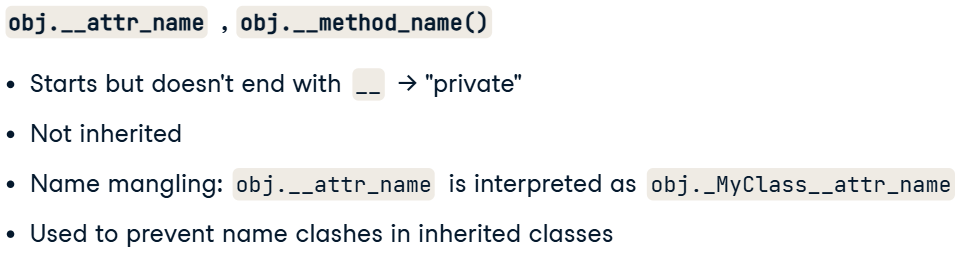 obj.__attr_name , obj.__method_name()
• Starts but doesn't end with __ → "private"
• Not inherited
• Name mangling: obj.__attr_name is interpreted as obj._MyClass__attr_name
• Used to prevent name clashes in inherited classes